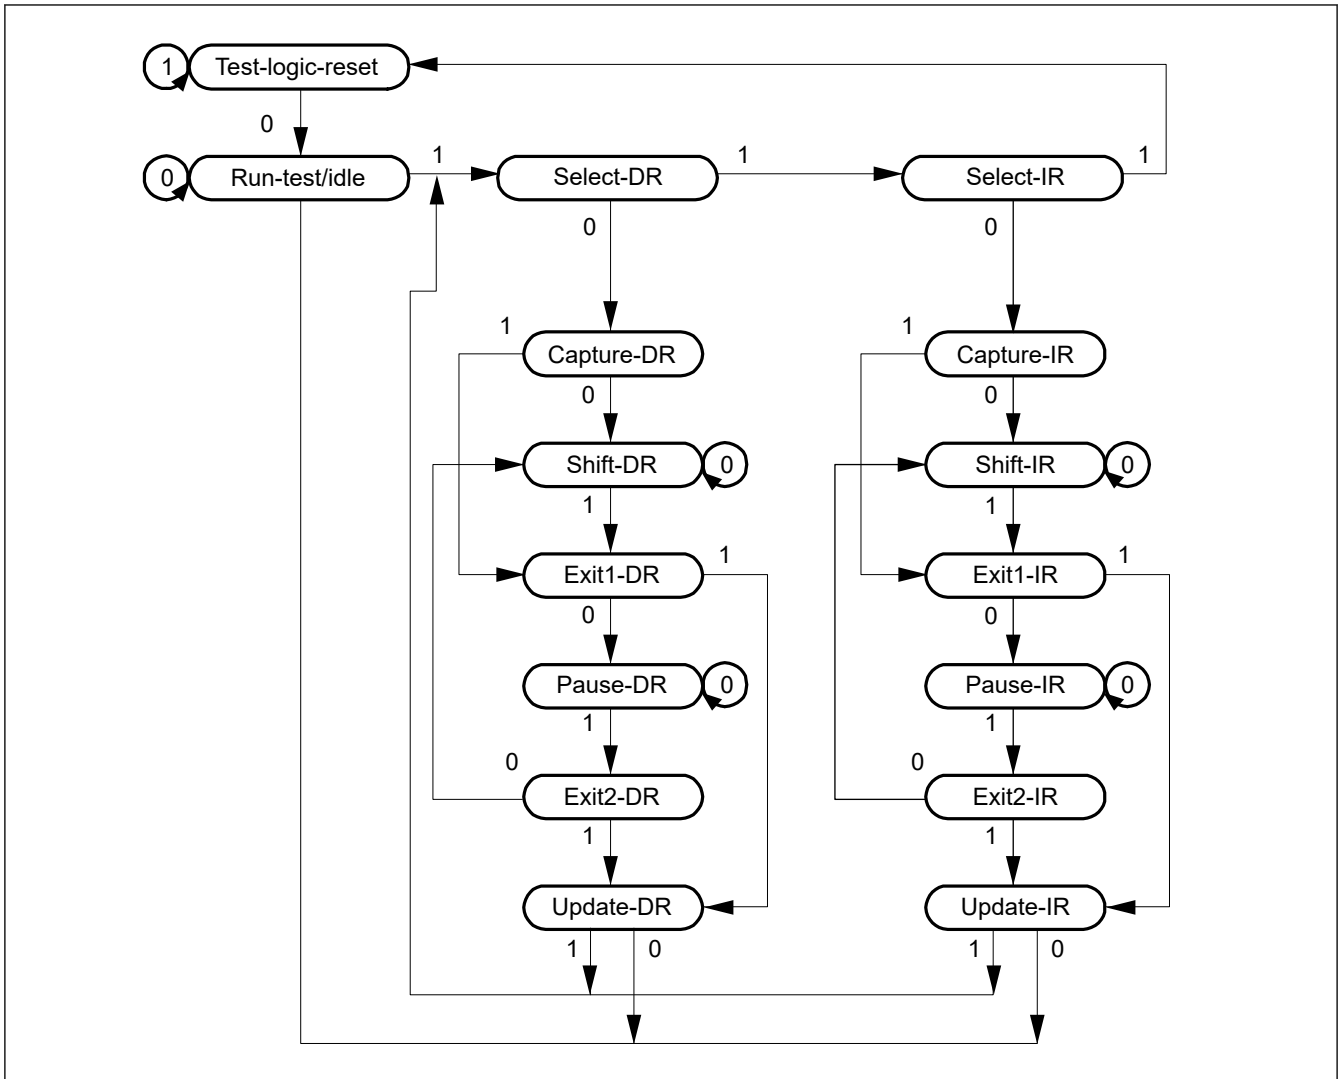 1
Test-logic-reset
0
0
Run-test/idle
1
Select-DR
1
Select-IR
1
0
0
1
Capture-DR
1
Capture-IR
0
0
Shift-DR
0
Shift-IR
0
1
1
Exit1-DR
1
Exit1-IR
1
0
0
Pause-DR
0
Pause-IR
0
1
1
0
Exit2-DR
0
Exit2-IR
1
1
Update-DR
Update-IR
1
0
1
0